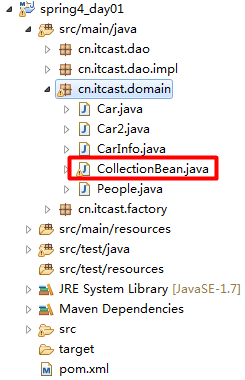 spring4_day01
src/main/java
cn.itcast.dao
cn.itcast.dao.impl
cn.itcast.domain
Car.java
Car2.java
CarInfo.java
CollectionBean.java
People.java
cn.itcast.factory
src/main/resources
src/test/java
src/test/resources
JRE System Library [JavaSE-1.7]
Maven Dependencies
src
target
pom.xml